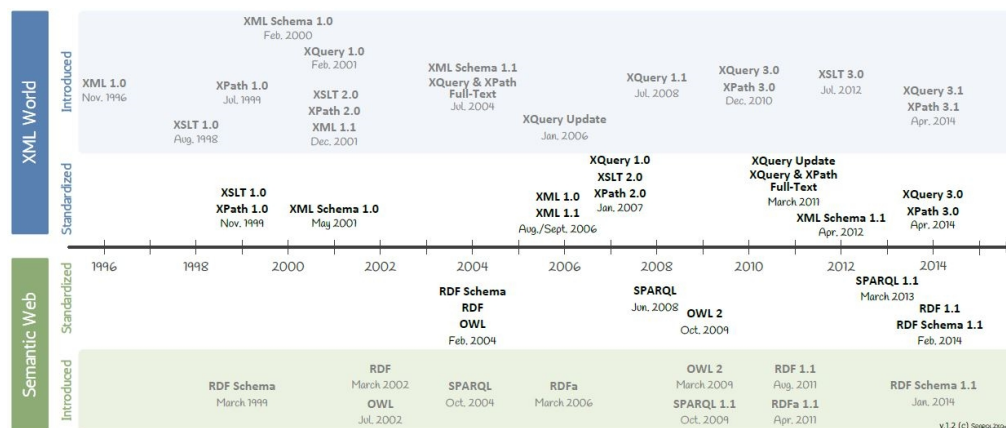 XML World
Introduced
XML 1.0
Nov. 1996
XSLT 1.0
Aug. 1998
XPath 1.0
Jul. 1999
XML Schema 1.0
Feb. 2000
XQuery 1.0
Feb. 2001
XSLT 2.0
XPath 2.0
XML 1.1
Dec. 2001
XML Schema 1.1
XQuery & XPath
Full-Text
Jul. 2004
XQuery Update
Jan. 2006
XQuery 1.1
Jul. 2008
XQuery 3.0
XPath 3.0
Dec. 2010
XSLT 3.0
Jul. 2012
XQuery 3.1
XPath 3.1
Apr. 2014
Standardized
XSLT 1.0
XPath 1.0
Nov. 1999
XML Schema 1.0
May 2001
XML 1.0
XML 1.1
Aug./Sept. 2006
XQuery 1.0
XSLT 2.0
XPath 2.0
Jan. 2007
XQuery Update
XQuery & XPath
Full-Text
March 2011
XML Schema 1.1
Apr. 2012
XQuery 3.0
XPath 3.0
Apr. 2014
1996 1998 2000 2002 2004 2006 2008 2010 2012 2014
Semantic Web
Standardized
RDF Schema
RDF
OWL
Feb. 2004
SPARQL
Jun. 2008
OWL 2
Oct. 2009
SPARQL 1.1
March 2013
RDF 1.1
RDF Schema 1.1
Feb. 2014
Introduced
RDF Schema
March 1999
RDF
March 2002
OWL
Jul. 2002
SPARQL
Oct. 2004
RDFa
March 2006
OWL 2
March 2009
SPARQL 1.1
Oct. 2009
RDF 1.1
Aug. 2011
RDFa 1.1
Apr. 2011
RDF Schema 1.1
Jan. 2014
v.1.2 (c)